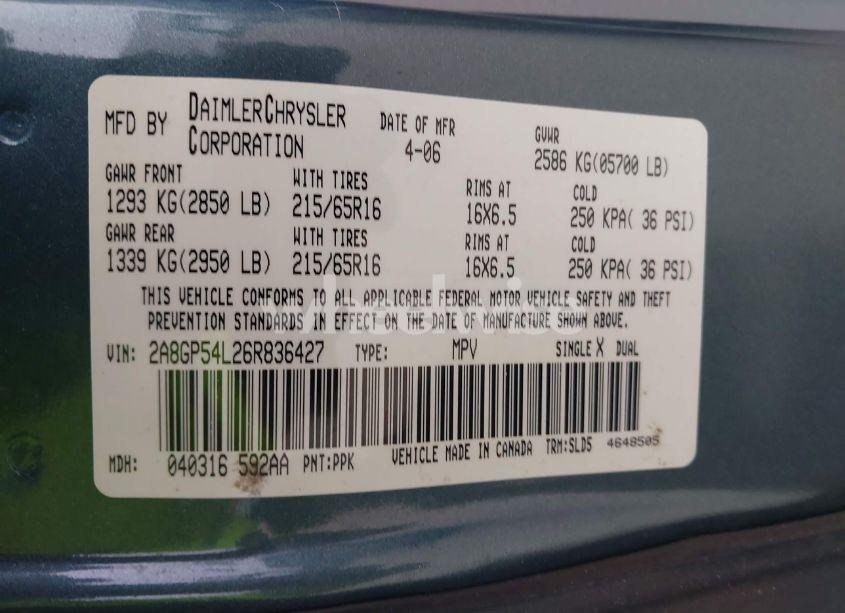 MFD BY DAIMLERCHRYSLER CORPORATION DATE OF MFR 4-06 GVWR 2586 KG(05700 LB)
GAWR FRONT WITH TIRES RIMS AT COLD
1293 KG(2850 LB) 215/65R16 16X6.5 250 KPA( 36 PSI)
GAWR REAR WITH TIRES RIMS AT COLD
1339 KG(2950 LB) 215/65R16 16X6.5 250 KPA( 36 PSI)
THIS VEHICLE CONFORMS TO ALL APPLICABLE FEDERAL MOTOR VEHICLE SAFETY AND THEFT
PREVENTION STANDARDS IN EFFECT ON THE DATE OF MANUFACTURE SHOWN ABOVE.
VIN: 2A8GP54L26R836427 TYPE: MPV SINGLE X DUAL
MDH: 040316 592AA PNT:PPK VEHICLE MADE IN CANADA TRM:SLD5 4648505